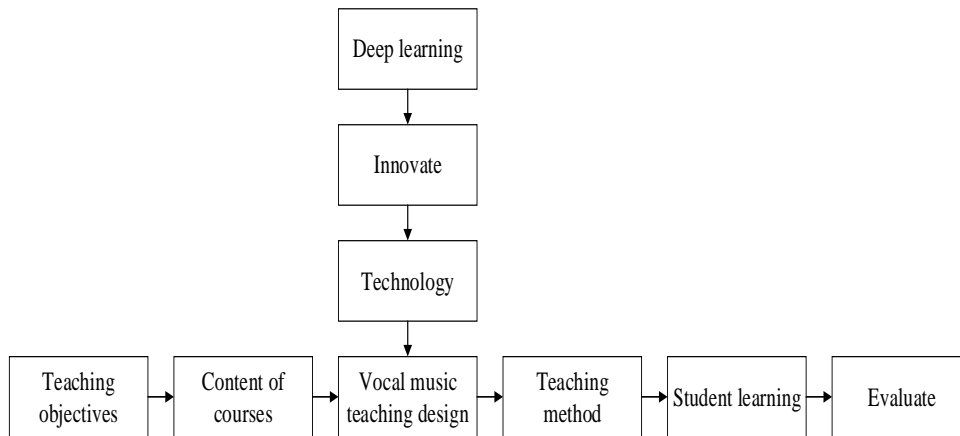 Deep learning
Innovate
Technology
Teaching
objectives
Content of
courses
Vocal music
teaching design
Teaching
method
Student learning
Evaluate